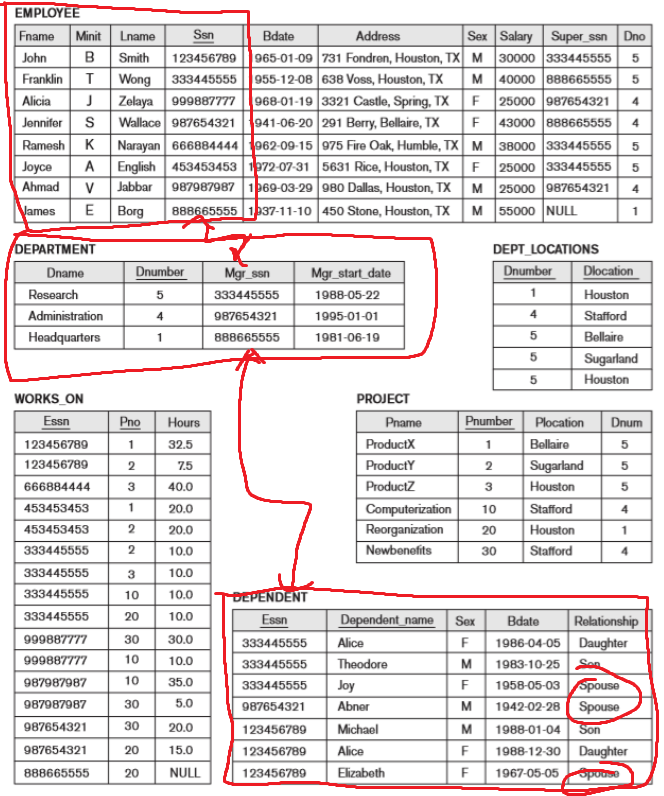 EMPLOYEE
Fname Minit Lname Ssn Bdate Address Sex Salary Super_ssn Dno
John B Smith 123456789 1965-01-09 731 Fondren, Houston, TX M 30000 333445555 5
Franklin T Wong 333445555 1955-12-08 638 Voss, Houston, TX M 40000 888665555 5
Alicia J Zelaya 999887777 1968-01-19 3321 Castle, Spring, TX F 25000 987654321 4
Jennifer S Wallace 987654321 1941-06-20 291 Berry, Bellaire, TX F 43000 888665555 4
Ramesh K Narayan 666884444 1962-09-15 975 Fire Oak, Humble, TX M 38000 333445555 5
Joyce A English 453453453 1972-07-31 5631 Rice, Houston, TX F 25000 333445555 5
Ahmad V Jabbar 987987987 1969-03-29 980 Dallas, Houston, TX M 25000 987654321 4
James E Borg 888665555 1937-11-10 450 Stone, Houston, TX M 55000 NULL 1
DEPARTMENT
Dname Dnumber Mgr_ssn Mgr_start_date
Research 5 333445555 1988-05-22
Administration 4 987654321 1995-01-01
Headquarters 1 888665555 1981-06-19
DEPT_LOCATIONS
Dnumber Dlocation
1 Houston
4 Stafford
5 Bellaire
5 Sugarland
5 Houston
WORKS_ON
Essn Pno Hours
123456789 1 32.5
123456789 2 7.5
666884444 3 40.0
453453453 1 20.0
453453453 2 20.0
333445555 2 10.0
333445555 3 10.0
333445555 10 10.0
333445555 20 10.0
999887777 30 30.0
999887777 10 10.0
987987987 10 35.0
987987987 30 5.0
987654321 30 20.0
987654321 20 15.0
888665555 20 NULL
PROJECT
Pname Pnumber Plocation Dnum
ProductX 1 Bellaire 5
ProductY 2 Sugarland 5
ProductZ 3 Houston 5
Computerization 10 Stafford 4
Reorganization 20 Houston 1
Newbenefits 30 Stafford 4
DEPENDENT
Essn Dependent_name Sex Bdate Relationship
333445555 Alice F 1986-04-05 Daughter
333445555 Theodore M 1983-10-25 Son
333445555 Joy F 1958-05-03 Spouse
987654321 Abner M 1942-02-28 Spouse
123456789 Michael M 1988-01-04 Son
123456789 Alice F 1988-12-30 Daughter
123456789 Elizabeth F 1967-05-05 Spouse